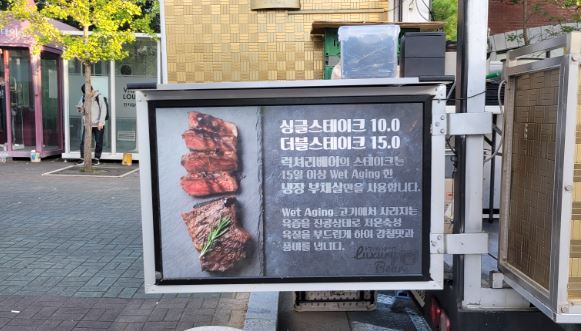 싱글스테이크 10.0
더블스테이크 15.0
럭처리베어의 스테이크는
15일 이상 Wet Aging 한
냉장 부채살만을 사용합니다.
Wet Aging 고기에서 사라지는
육즙을 진공상태로 저온숙성
육질을 부드럽게 하여 감칠맛과
풍미를 냅니다.
Luxury
Bear
LOU